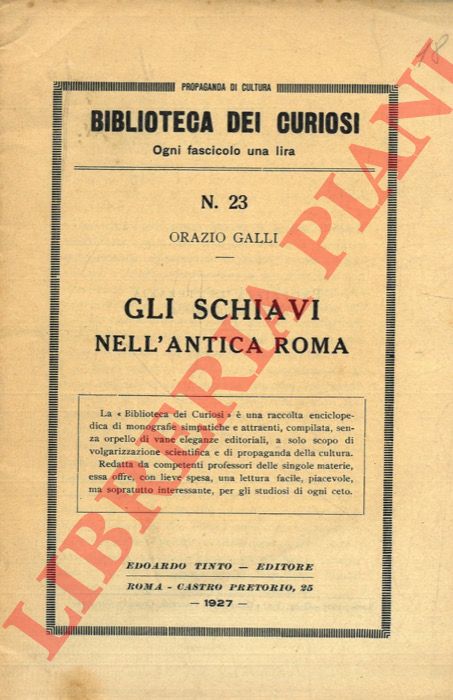 18
PROPAGANDA DI CULTURA
BIBLIOTECA DEI CURIOSI
Ogni fascicolo una lira
N. 23
ORAZIO GALLI
GLI SCHIAVI
NELL'ANTICA ROMA
La « Biblioteca dei Curiosi » è una raccolta enciclope-
dica di monografie simpatiche e attraenti, compilata, sen-
za orpello di vane eleganze editoriali, a solo scopo di
volgarizzazione scientifica e di propaganda della cultura.
Redatta da competenti professori delle singole materie,
essa offre, con lieve spesa, una lettura facile, piacevole,
ma sopratutto interessante, per gli studiosi di ogni ceto.
EDOARDO TINTO — EDITORE
ROMA - CASTRO PRETORIO, 25
— 1927 —
LIBRERIA PIANI